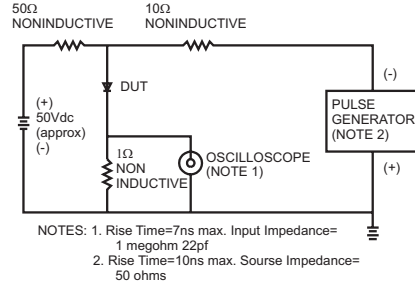 50Ω
NONINDUCTIVE
10Ω
NONINDUCTIVE
(+)
50Vdc
(approx)
(-)
DUT
1Ω
NON
INDUCTIVE
OSCILLOSCOPE
(NOTE 1)
(-)
PULSE
GENERATOR
(NOTE 2)
(+)
NOTES: 1. Rise Time=7ns max. Input Impedance=
1 megohm 22pf
2. Rise Time=10ns max. Sourse Impedance=
50 ohms